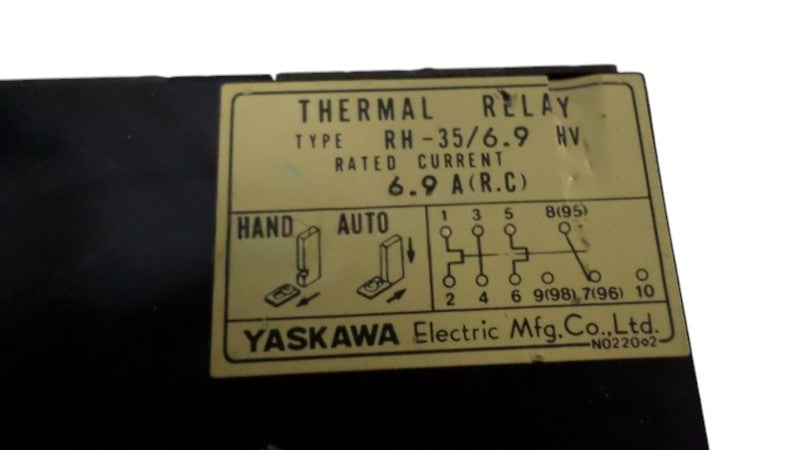 THERMAL RELAY
TYPE RH-35/6.9 HV
RATED CURRENT
6.9 A(R.C)
HAND AUTO
1 3 5 8(95)
2 4 6 9(98) 7(96) 10
YASKAWA Electric Mfg.Co.,Ltd.